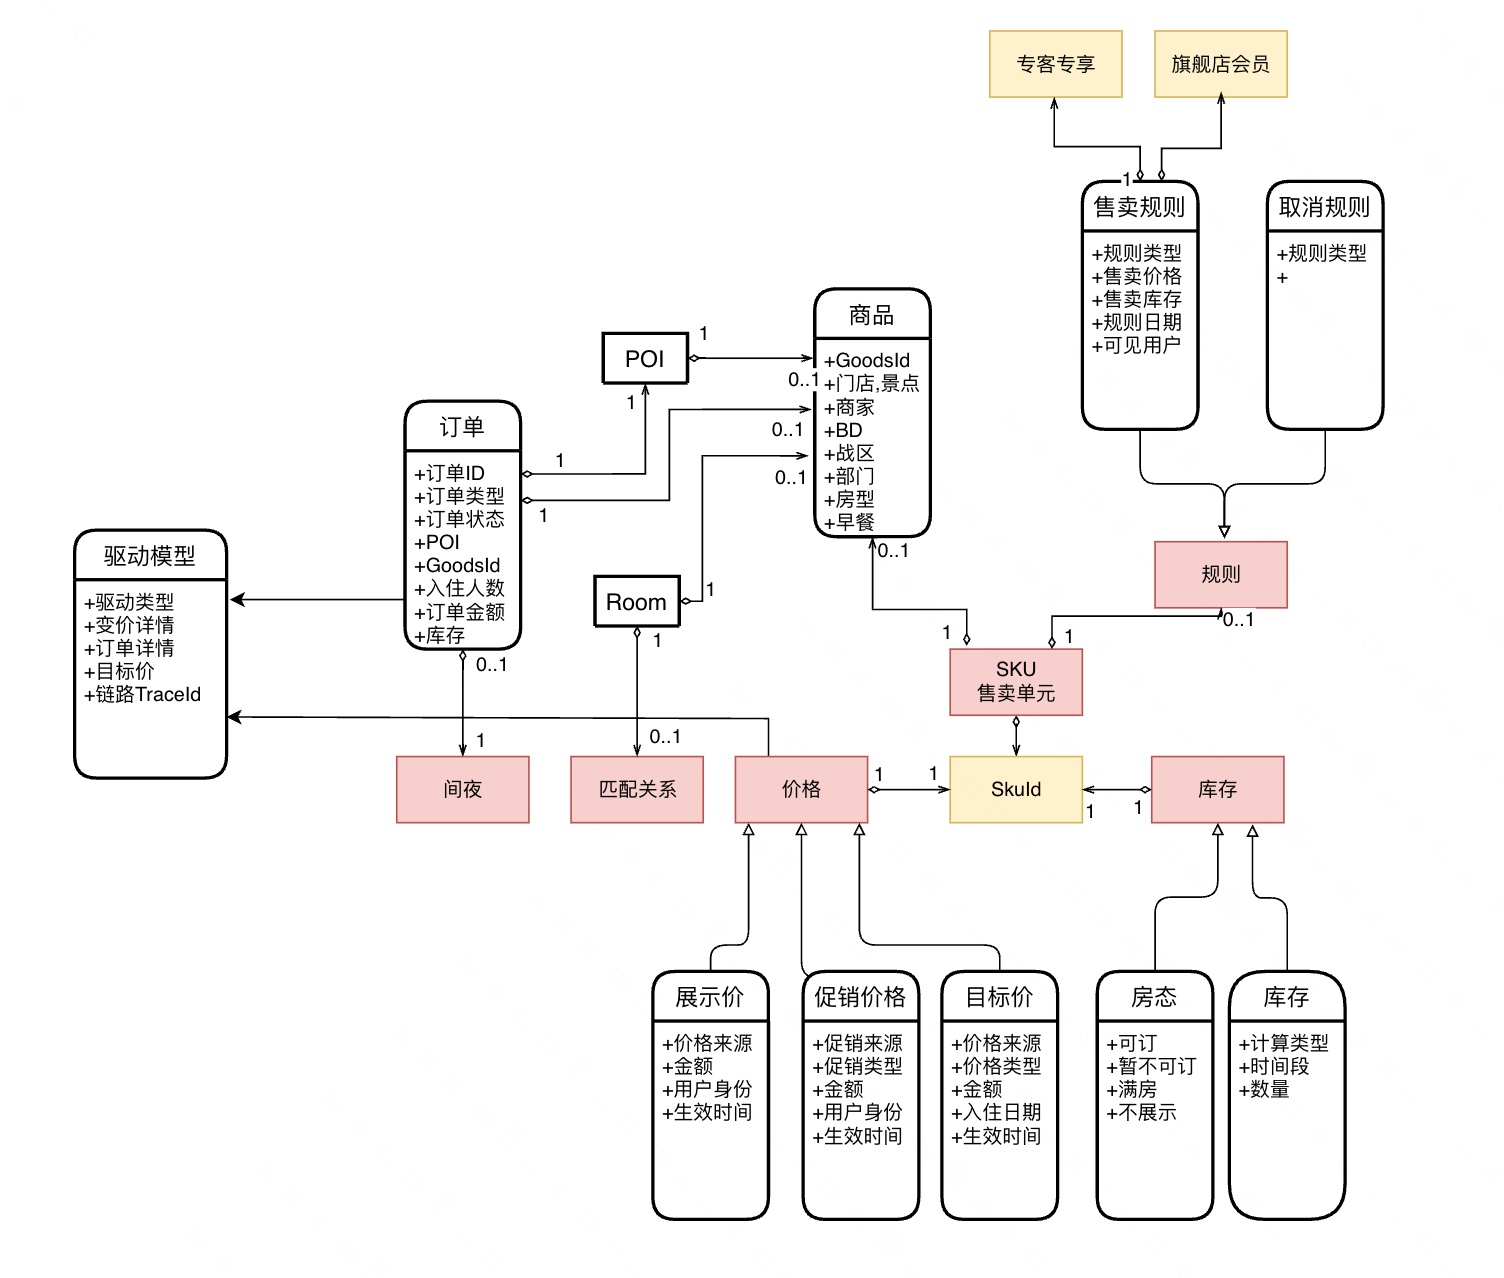 专客专享
旗舰店会员
1
售卖规则
+规则类型
+售卖价格
+售卖库存
+规则日期
+可见用户
取消规则
+规则类型
+
商品
+GoodsId
+门店,景点
+商家
+BD
+战区
+部门
+房型
+早餐
POI
1
0..1
1
1
0..1
1
0..1
订单
+订单ID
+订单类型
+订单状态
+POI
+GoodsId
+入住人数
+订单金额
+库存
驱动模型
+驱动类型
+变价详情
+订单详情
+目标价
+链路TraceId
Room
1
1
0..1
规则
0..1
1
1
SKU
售卖单元
0..1
1
0..1
间夜
匹配关系
价格
1
1
SkuId
1
1
库存
展示价
+价格来源
+金额
+用户身份
+生效时间
促销价格
+促销来源
+促销类型
+金额
+用户身份
+生效时间
目标价
+价格来源
+价格类型
+金额
+入住日期
+生效时间
房态
+可订
+暂不可订
+满房
+不展示
库存
+计算类型
+时间段
+数量